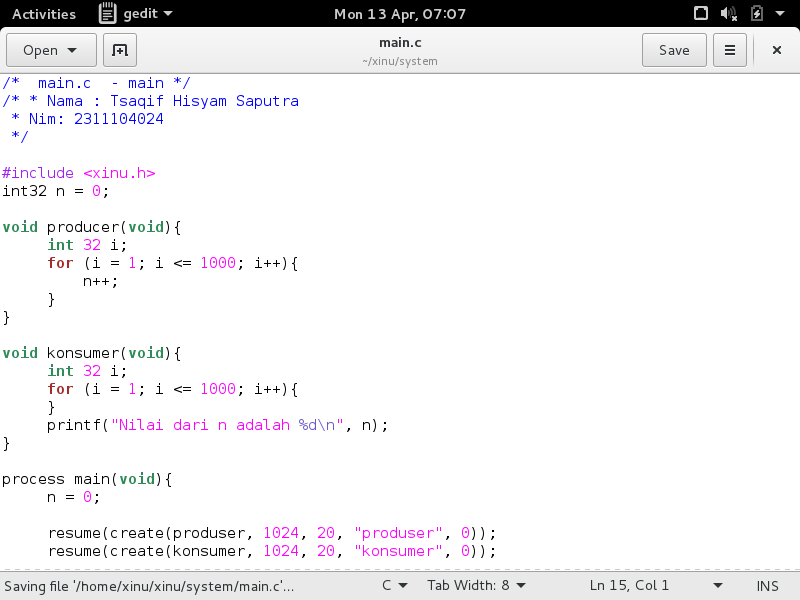 Activities gedit Mon 13 Apr, 07:07
Open main.c Save
~/xinu/system
/*  main.c  - main */
/* * Nama : Tsaqif Hisyam Saputra
 * Nim: 2311104024
 */
#include <xinu.h>
int32 n = 0;
void producer(void){
     int 32 i;
     for (i = 1; i <= 1000; i++){
         n++;
     }
}
void konsumer(void){
     int 32 i;
     for (i = 1; i <= 1000; i++){
     }
     printf("Nilai dari n adalah %d\n", n);
}
process main(void){
     n = 0;
     resume(create(produser, 1024, 20, "produser", 0));
     resume(create(konsumer, 1024, 20, "konsumer", 0));
Saving file '/home/xinu/xinu/system/main.c'... C Tab Width: 8 Ln 15, Col 1 INS